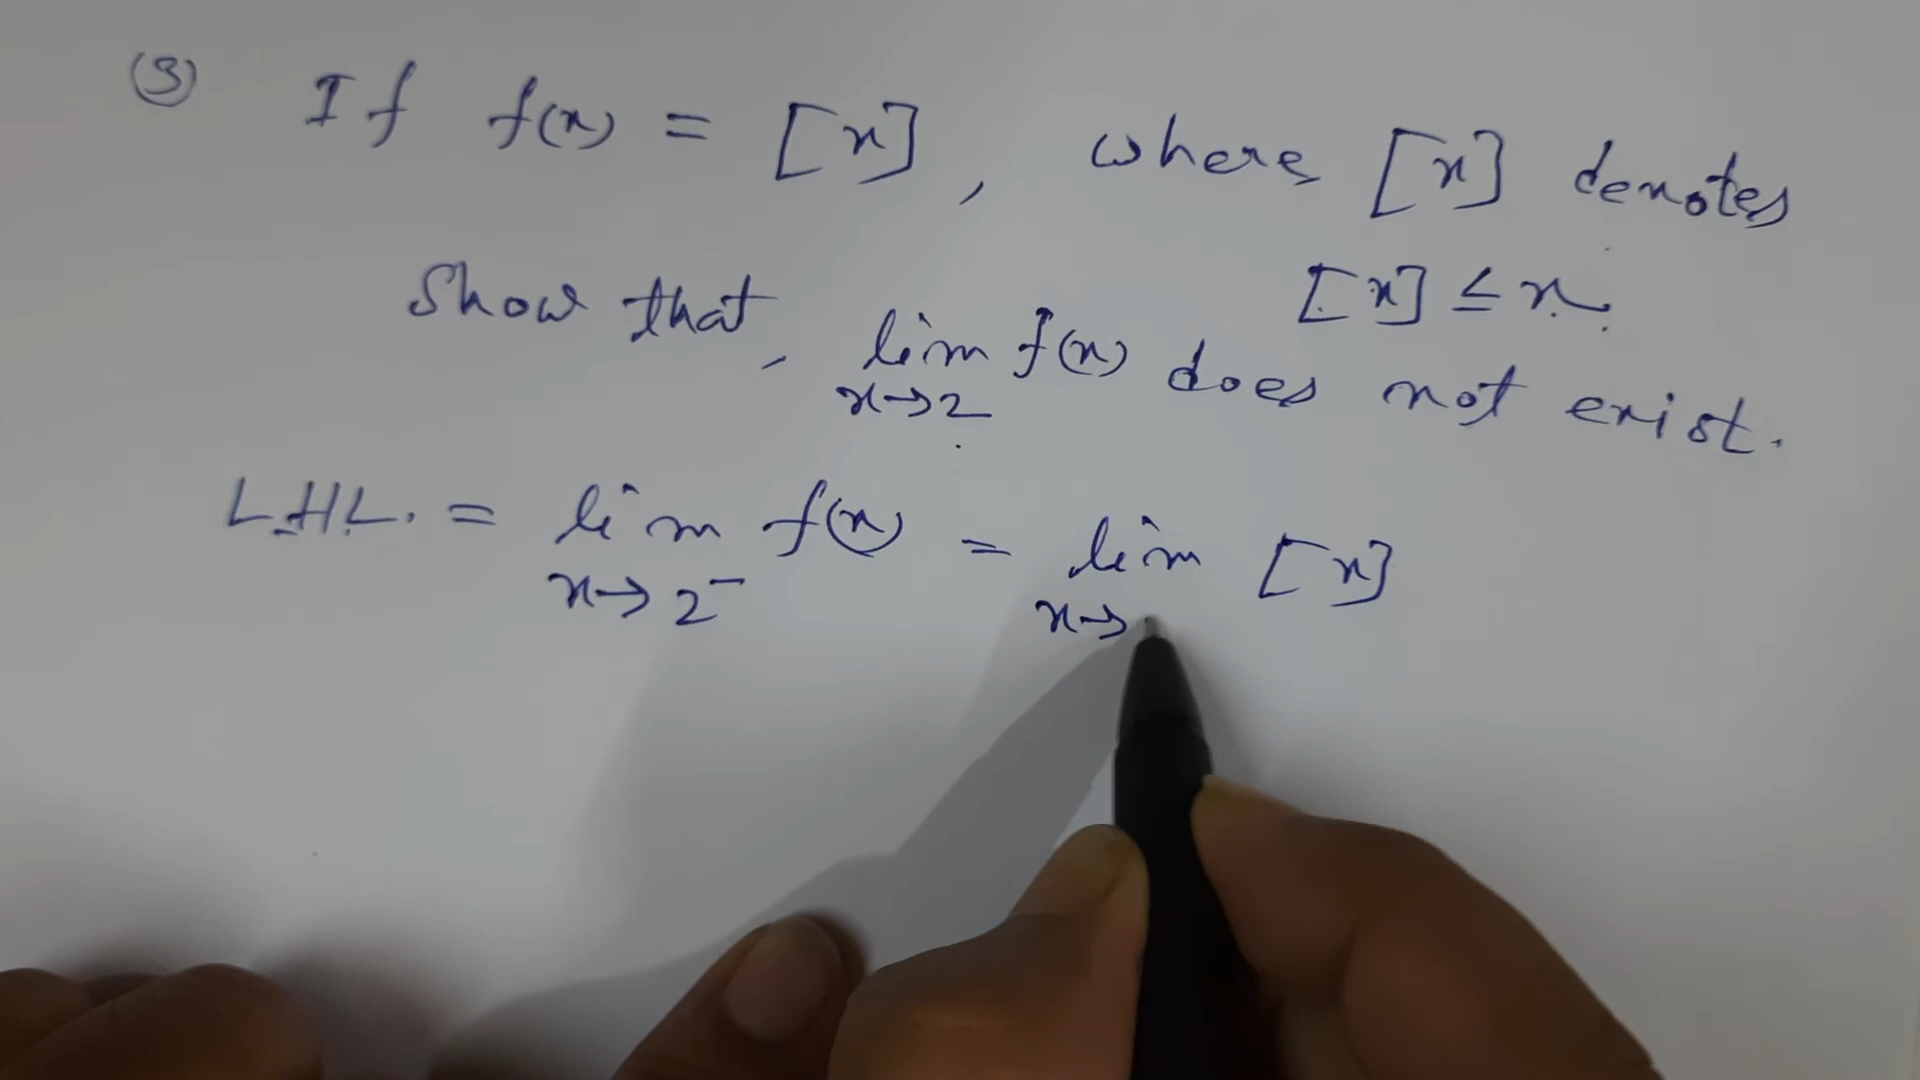 (3) If f(x) = [x], where [x] denotes
[x] ≤ x.
Show that, lim f(x) does not exist.
x→2
L.H.L. = lim f(x) = lim [x]
x→2⁻ x→